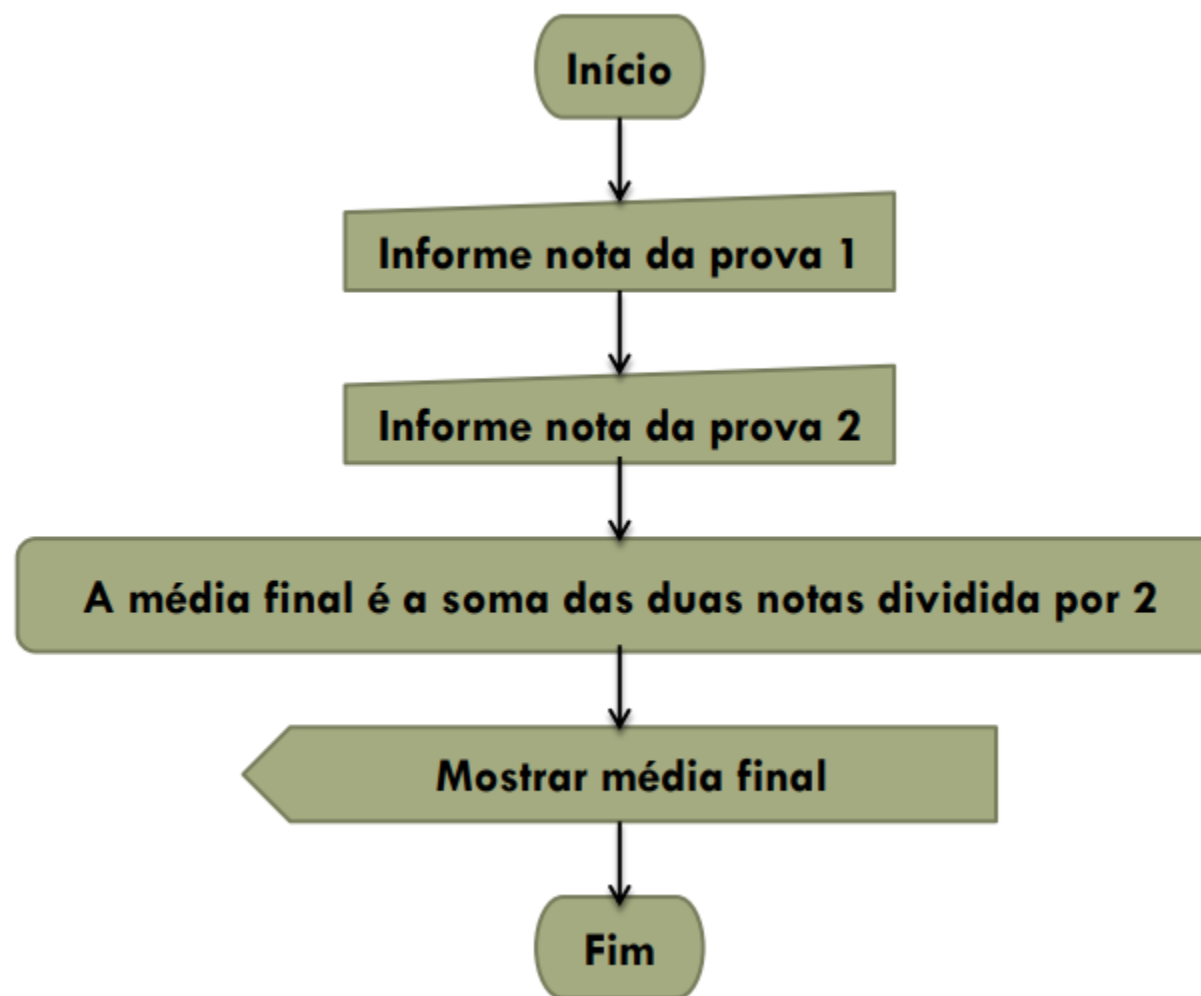 Início
Informe nota da prova 1
Informe nota da prova 2
A média final é a soma das duas notas dividida por 2
Mostrar média final
Fim